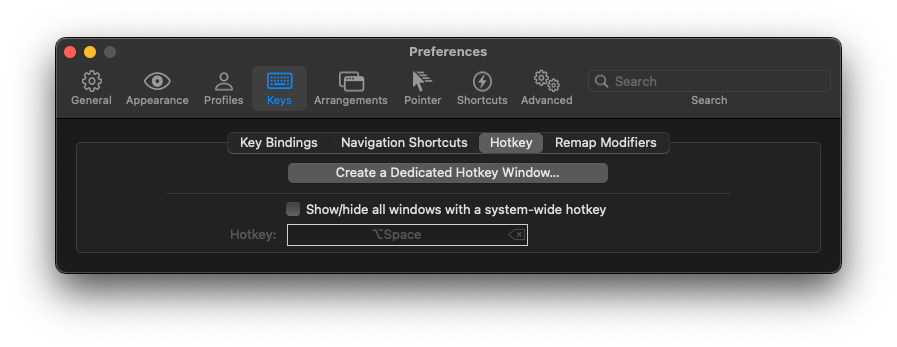 Preferences
General Appearance Profiles Keys Arrangements Pointer Shortcuts Advanced Search
Search
Key Bindings Navigation Shortcuts Hotkey Remap Modifiers
Create a Dedicated Hotkey Window...
Show/hide all windows with a system-wide hotkey
Hotkey: ⌥Space